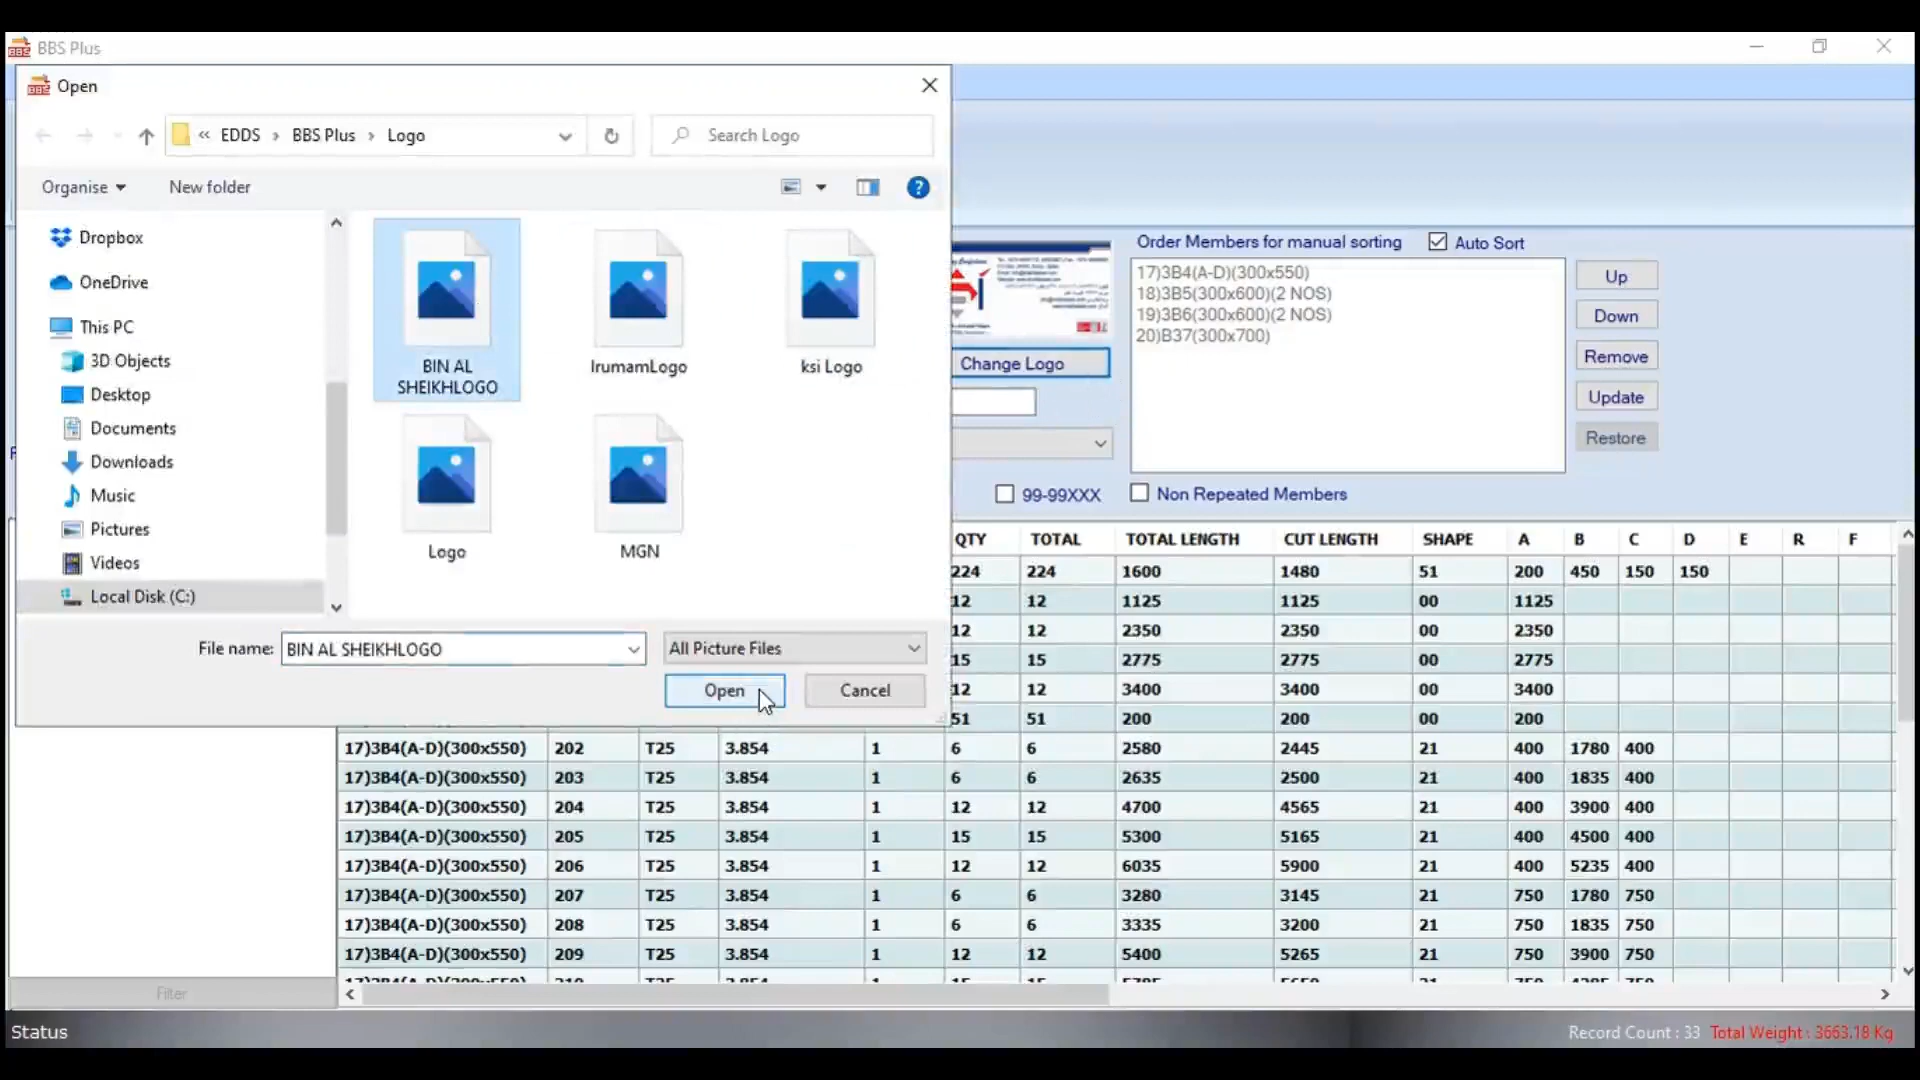 BBS Plus
Open
« EDDS › BBS Plus › Logo
Search Logo
Organise
New folder
Dropbox
OneDrive
This PC
3D Objects
Desktop
Documents
Downloads
Music
Pictures
Videos
Local Disk (C:)
BIN AL
SHEIKHLOGO
IrumamLogo
ksi Logo
Logo
MGN
File name: BIN AL SHEIKHLOGO
All Picture Files
Open
Cancel
Change Logo
Order Members for manual sorting
Auto Sort
17)3B4(A-D)(300x550)
18)3B5(300x600)(2 NOS)
19)3B6(300x600)(2 NOS)
20)B37(300x700)
Up
Down
Remove
Update
Restore
99-99XXX
Non Repeated Members
QTY TOTAL TOTAL LENGTH CUT LENGTH SHAPE A B C D E R F
224 224 1600 1480 51 200 450 150 150
12 12 1125 1125 00 1125
12 12 2350 2350 00 2350
15 15 2775 2775 00 2775
12 12 3400 3400 00 3400
51 51 200 200 00 200
17)3B4(A-D)(300x550) 202 T25 3.854 1 6 6 2580 2445 21 400 1780 400
17)3B4(A-D)(300x550) 203 T25 3.854 1 6 6 2635 2500 21 400 1835 400
17)3B4(A-D)(300x550) 204 T25 3.854 1 12 12 4700 4565 21 400 3900 400
17)3B4(A-D)(300x550) 205 T25 3.854 1 15 15 5300 5165 21 400 4500 400
17)3B4(A-D)(300x550) 206 T25 3.854 1 12 12 6035 5900 21 400 5235 400
17)3B4(A-D)(300x550) 207 T25 3.854 1 6 6 3280 3145 21 750 1780 750
17)3B4(A-D)(300x550) 208 T25 3.854 1 6 6 3335 3200 21 750 1835 750
17)3B4(A-D)(300x550) 209 T25 3.854 1 12 12 5400 5265 21 750 3900 750
Filter
Status
Record Count : 33 Total Weight : 3663.18 Kg